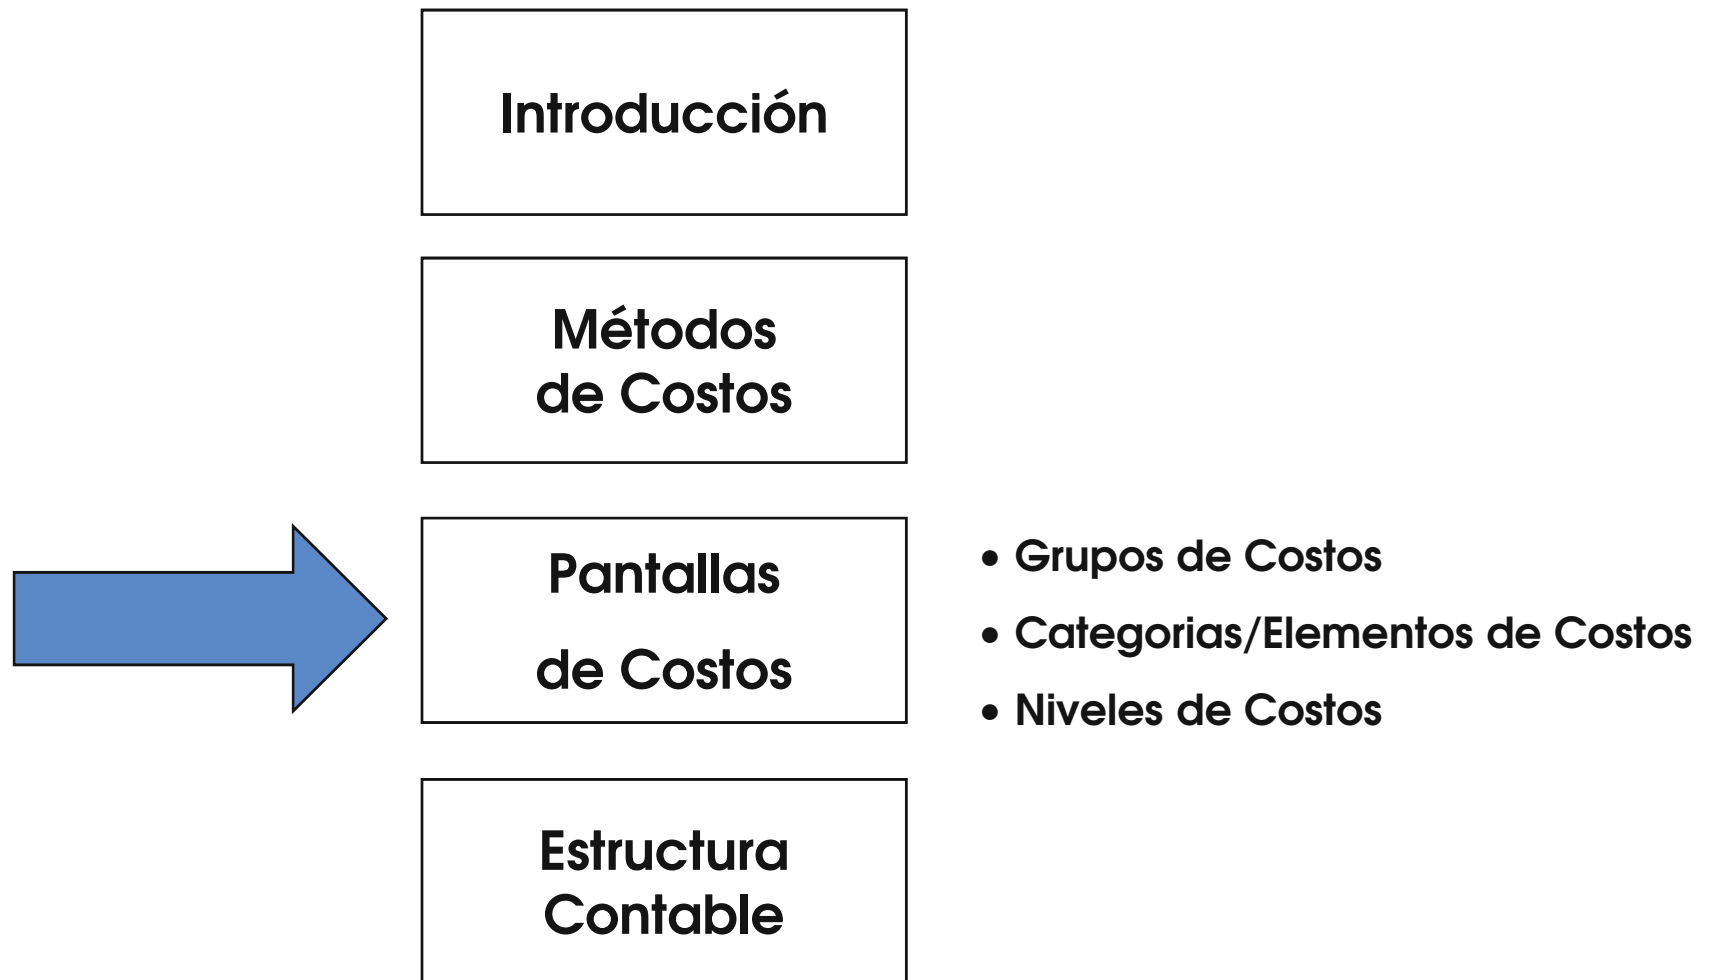 Introducción
Métodos
de Costos
Pantallas
de Costos
• Grupos de Costos
• Categorias/Elementos de Costos
• Niveles de Costos
Estructura
Contable